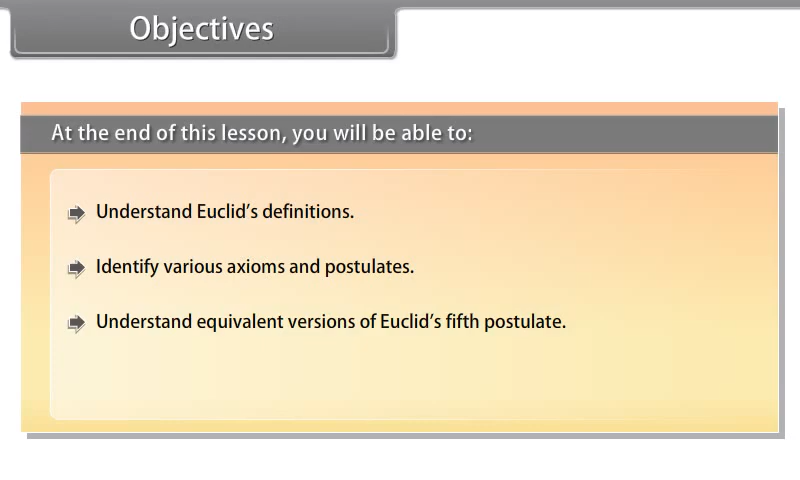 Objectives
At the end of this lesson, you will be able to:
Understand Euclid's definitions.
Identify various axioms and postulates.
Understand equivalent versions of Euclid's fifth postulate.